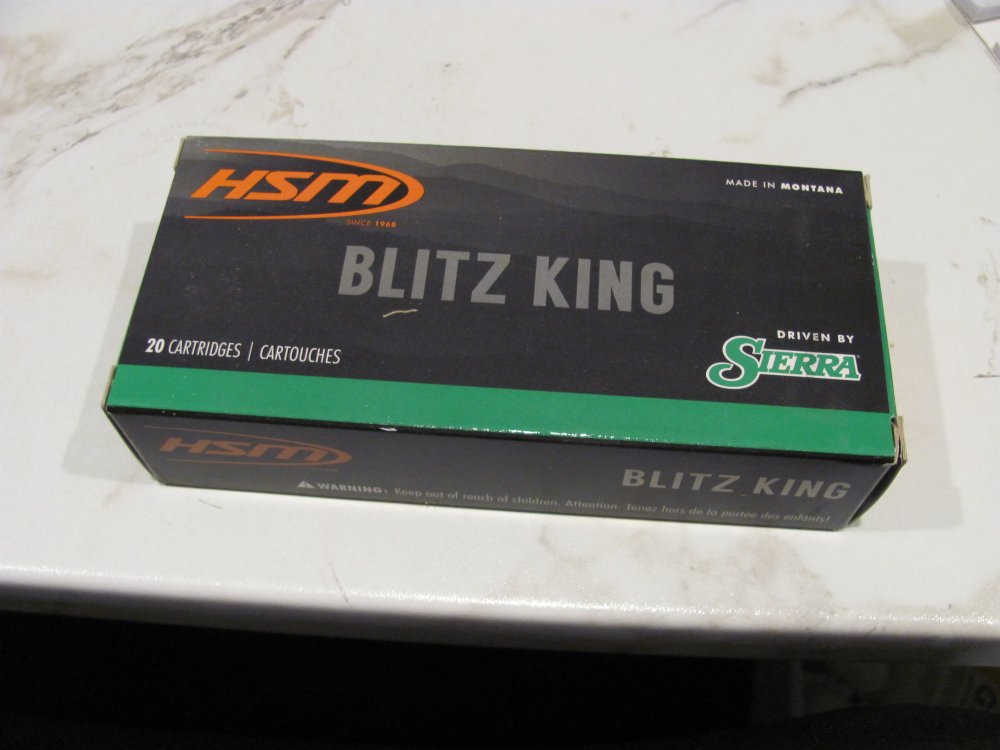 HSM
SINCE 1968
MADE IN MONTANA
BLITZ KING
DRIVEN BY
SIERRA
20 CARTRIDGES | CARTOUCHES
HSM
BLITZ KING
WARNING: Keep out of reach of children. Attention: Tenez hors de la portée des enfants!